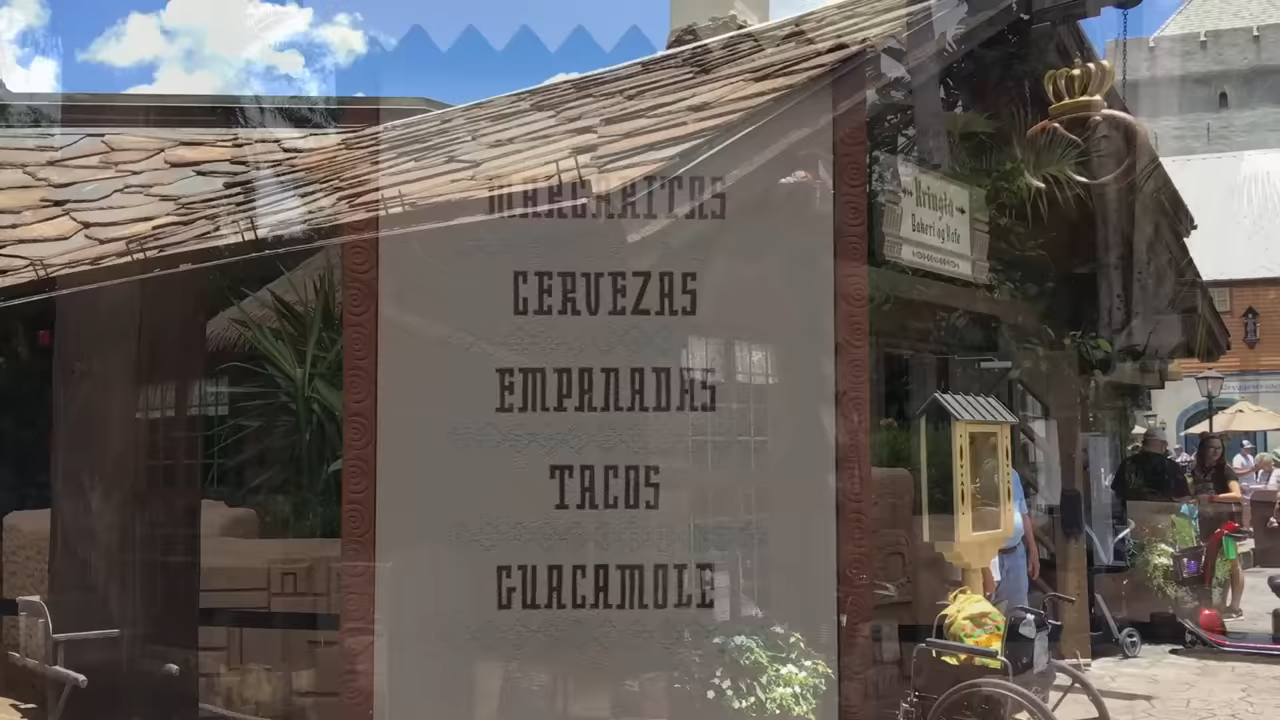 MARGARITAS
CERVEZAS
EMPANADAS
TACOS
GUACAMOLE
Kringla
Bakeri og Kafe